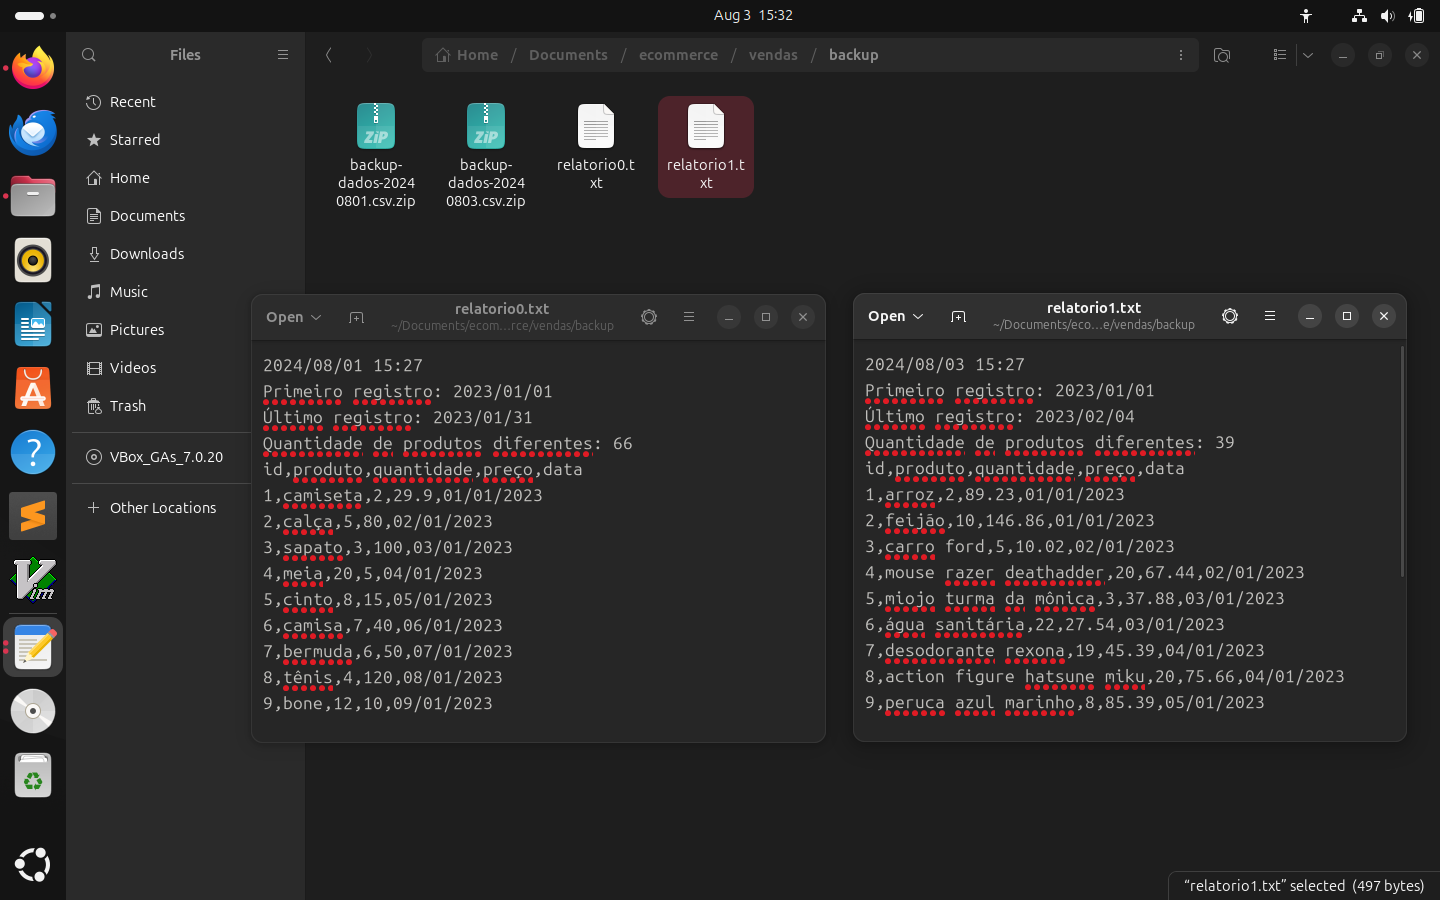 Aug 3 15:32
Files
Home / Documents / ecommerce / vendas / backup
Recent
Starred
Home
Documents
Downloads
Music
Pictures
Videos
Trash
VBox_GAs_7.0.20
Other Locations
ZiP
backup-
dados-2024
0801.csv.zip
ZiP
backup-
dados-2024
0803.csv.zip
relatorio0.t
xt
relatorio1.t
xt
Open
relatorio0.txt
~/Documents/ecom...rce/vendas/backup
2024/08/01 15:27
Primeiro registro: 2023/01/01
Último registro: 2023/01/31
Quantidade de produtos diferentes: 66
id,produto,quantidade,preço,data
1,camiseta,2,29.9,01/01/2023
2,calça,5,80,02/01/2023
3,sapato,3,100,03/01/2023
4,meia,20,5,04/01/2023
5,cinto,8,15,05/01/2023
6,camisa,7,40,06/01/2023
7,bermuda,6,50,07/01/2023
8,tênis,4,120,08/01/2023
9,bone,12,10,09/01/2023
Open
relatorio1.txt
~/Documents/eco...e/vendas/backup
2024/08/03 15:27
Primeiro registro: 2023/01/01
Último registro: 2023/02/04
Quantidade de produtos diferentes: 39
id,produto,quantidade,preço,data
1,arroz,2,89.23,01/01/2023
2,feijão,10,146.86,01/01/2023
3,carro ford,5,10.02,02/01/2023
4,mouse razer deathadder,20,67.44,02/01/2023
5,miojo turma da mônica,3,37.88,03/01/2023
6,água sanitária,22,27.54,03/01/2023
7,desodorante rexona,19,45.39,04/01/2023
8,action figure hatsune miku,20,75.66,04/01/2023
9,peruca azul marinho,8,85.39,05/01/2023
“relatorio1.txt” selected (497 bytes)